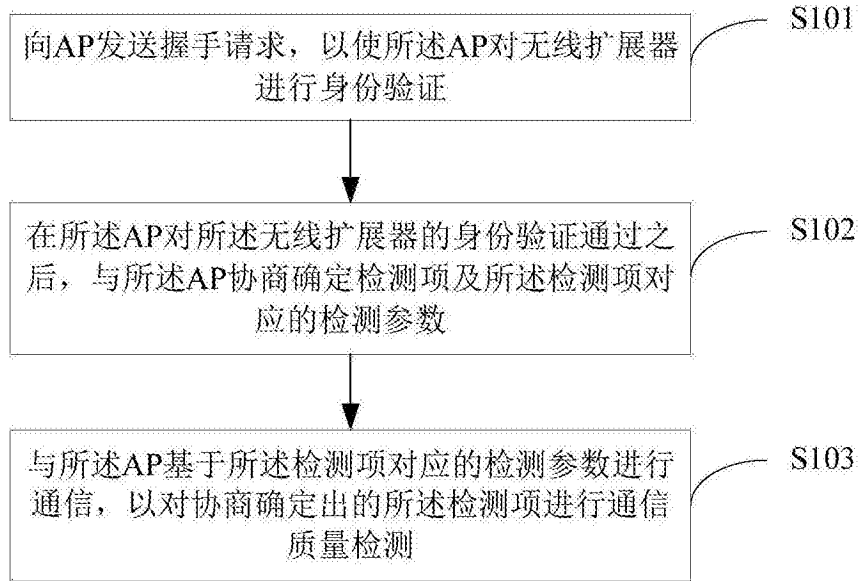 向AP发送握手请求，以使所述AP对无线扩展器
进行身份验证
S101
在所述AP对所述无线扩展器的身份验证通过之
后，与所述AP协商确定检测项及所述检测项对
应的检测参数
S102
与所述AP基于所述检测项对应的检测参数进行
通信，以对协商确定出的所述检测项进行通信
质量检测
S103